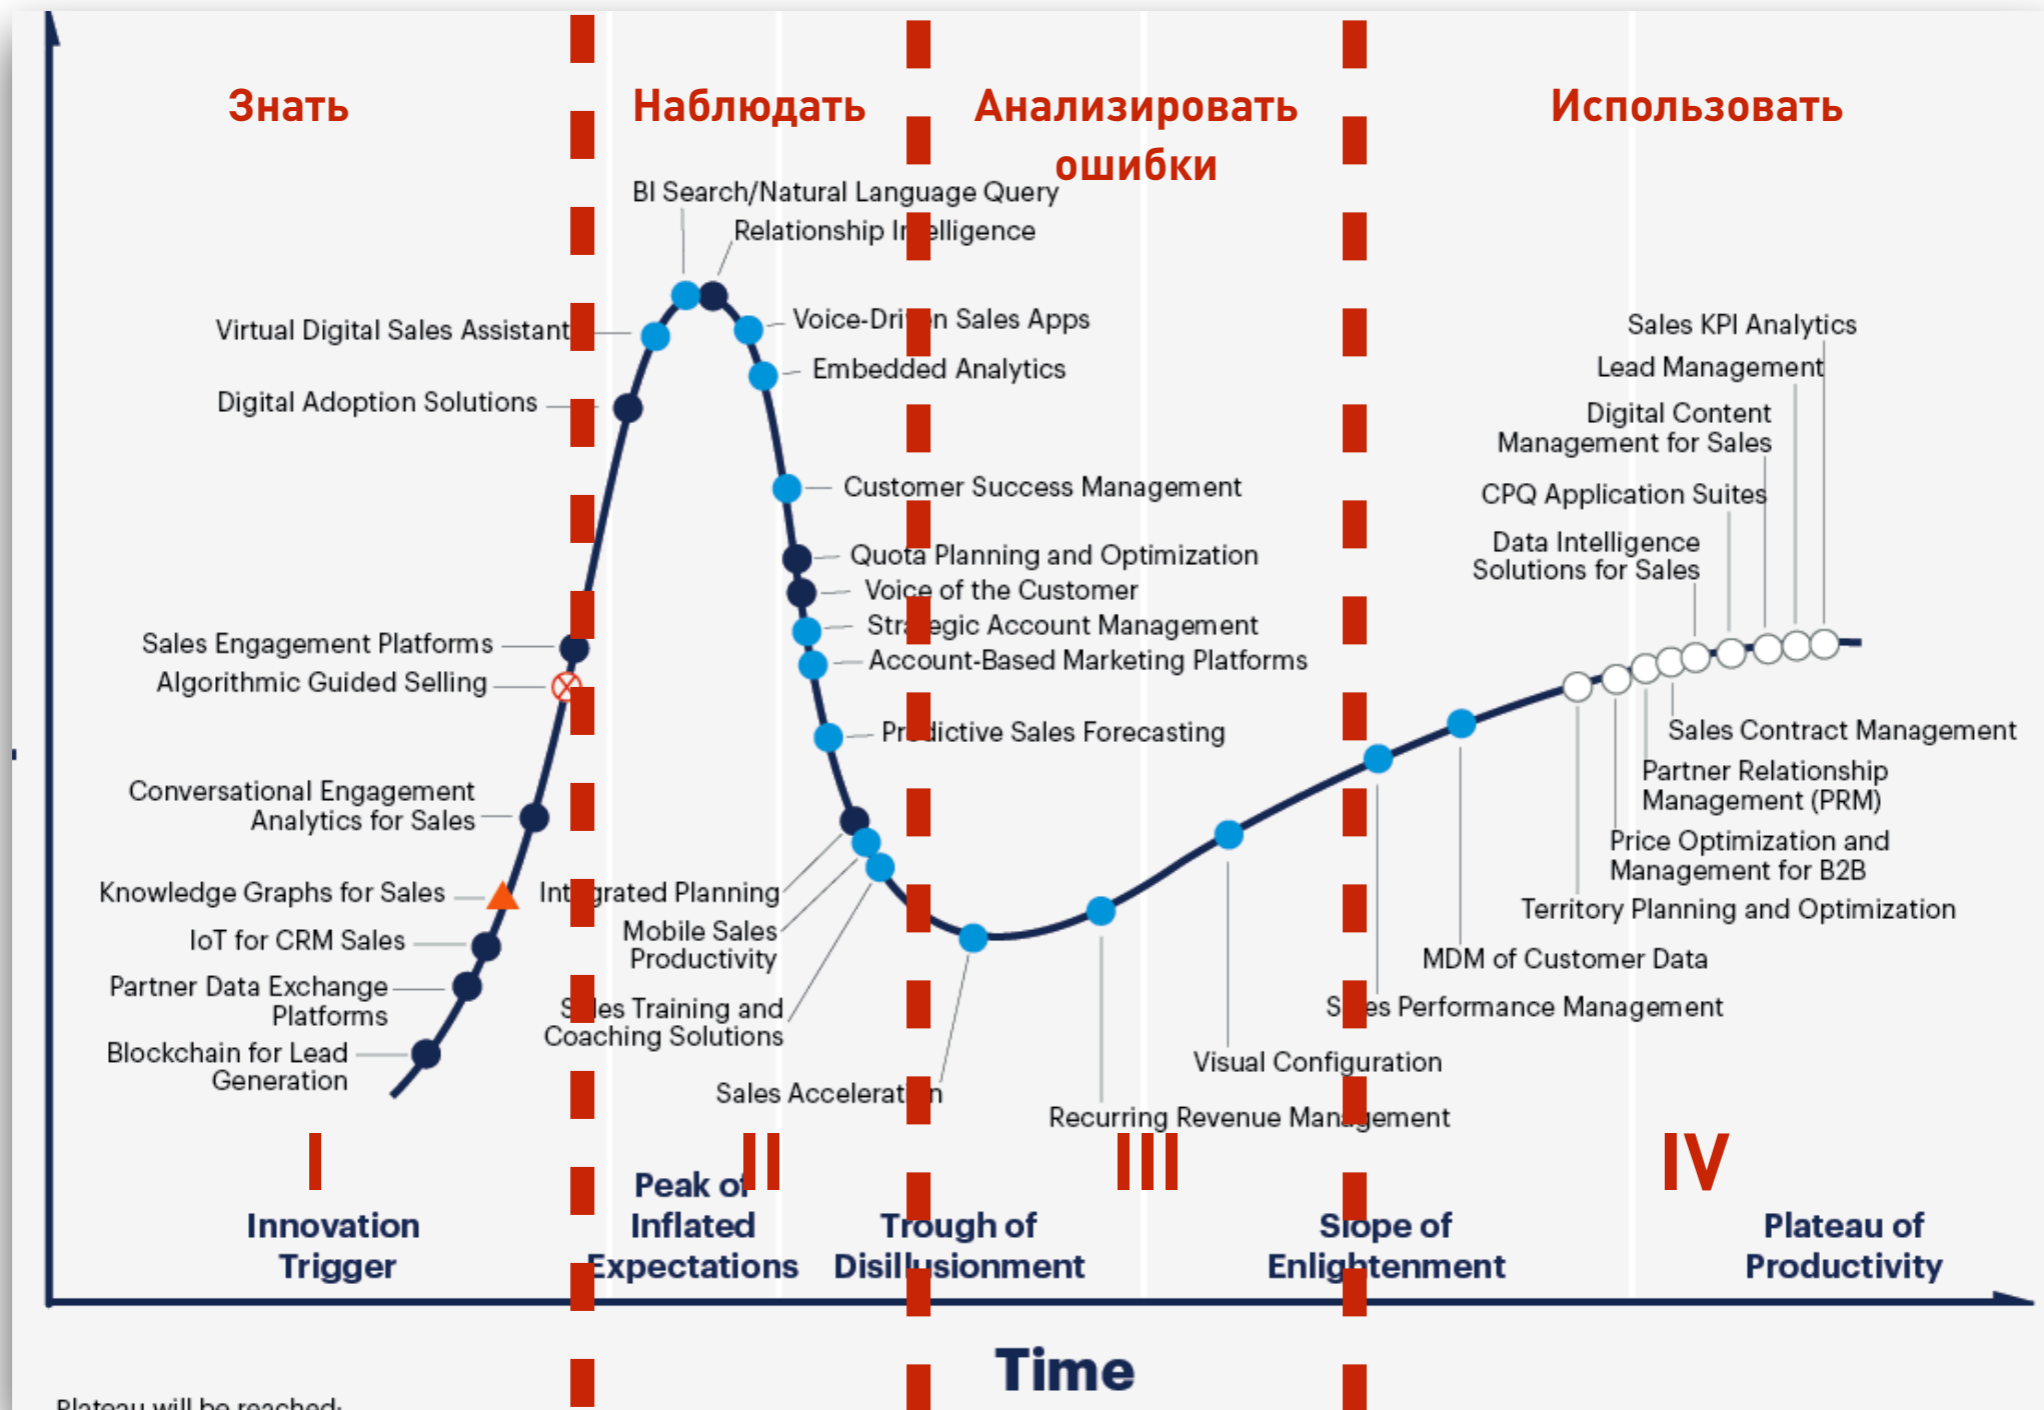 Знать
Наблюдать
Анализировать
ошибки
Использовать
BI Search/Natural Language Query
Relationship Intelligence
Virtual Digital Sales Assistant
Voice-Driven Sales Apps
Embedded Analytics
Digital Adoption Solutions
Customer Success Management
Quota Planning and Optimization
Voice of the Customer
Strategic Account Management
Account-Based Marketing Platforms
Predictive Sales Forecasting
Sales Engagement Platforms
Algorithmic Guided Selling
Conversational Engagement
Analytics for Sales
Knowledge Graphs for Sales
IoT for CRM Sales
Partner Data Exchange
Platforms
Blockchain for Lead
Generation
Integrated Planning
Mobile Sales
Productivity
Sales Training and
Coaching Solutions
Sales Acceleration
Recurring Revenue Management
Visual Configuration
Sales Performance Management
MDM of Customer Data
Territory Planning and Optimization
Price Optimization and
Management for B2B
Partner Relationship
Management (PRM)
Sales Contract Management
Sales KPI Analytics
Lead Management
Digital Content
Management for Sales
CPQ Application Suites
Data Intelligence
Solutions for Sales
I
II
III
IV
Innovation
Trigger
Peak of
Inflated
Expectations
Trough of
Disillusionment
Slope of
Enlightenment
Plateau of
Productivity
Time
Plateau will be reached: